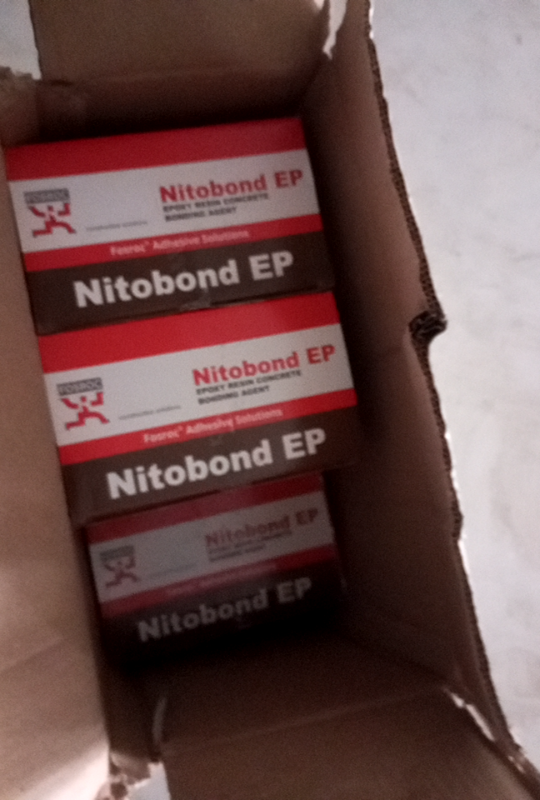 FOSROC
Nitobond EP
EPOXY RESIN CONCRETE
BONDING AGENT
Fosroc® Adhesive Solutions
Nitobond EP
FOSROC
Nitobond EP
EPOXY RESIN CONCRETE
BONDING AGENT
Fosroc® Adhesive Solutions
Nitobond EP
Nitobond EP
Nitobond EP